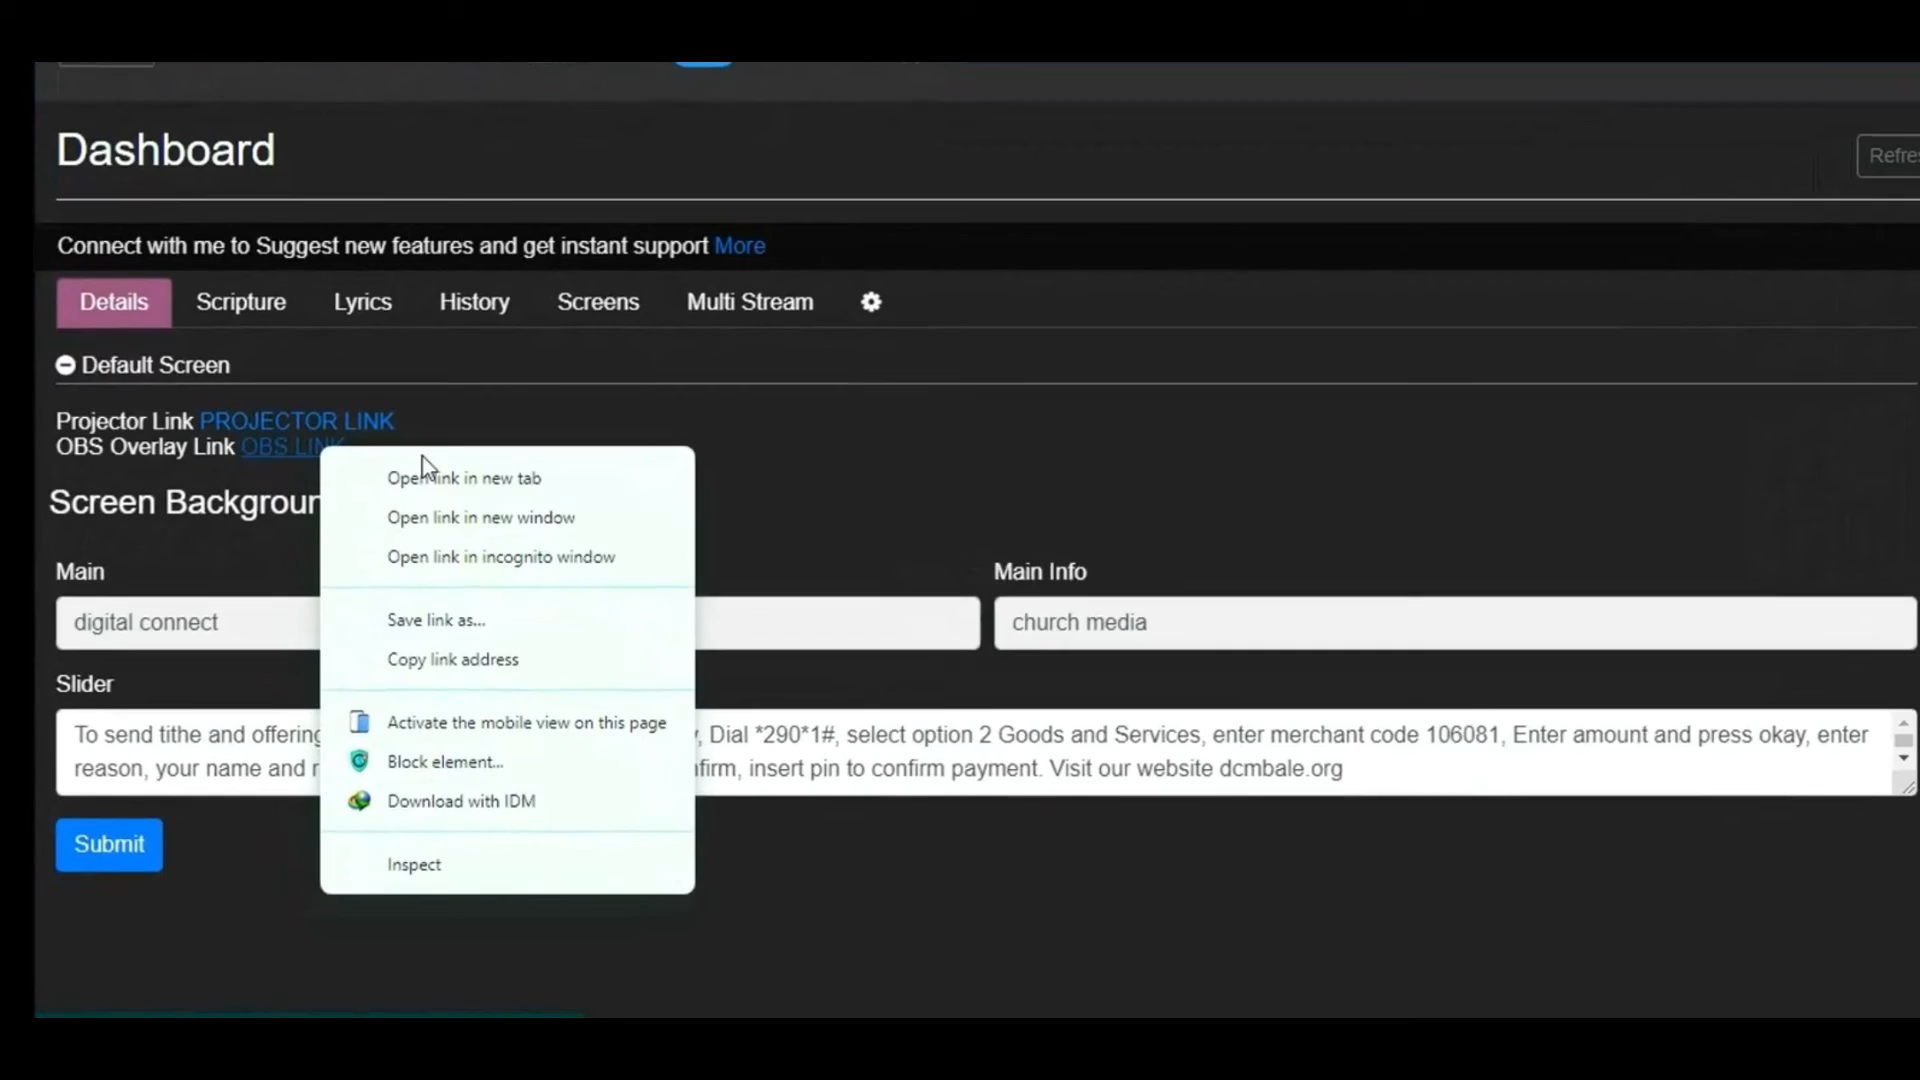 Dashboard
Refre
Connect with me to Suggest new features and get instant support More
Details Scripture Lyrics History Screens Multi Stream
Default Screen
Projector Link PROJECTOR LINK
OBS Overlay Link OBS LINK
Open link in new tab
Screen Backgroun
Open link in new window
Open link in incognito window
Main
Main Info
Save link as...
digital connect
church media
Copy link address
Slider
Activate the mobile view on this page
To send tithe and offering , Dial *290*1#, select option 2 Goods and Services, enter merchant code 106081, Enter amount and press okay, enter
reason, your name and firm, insert pin to confirm payment. Visit our website dcmbale.org
Block element...
Download with IDM
Submit
Inspect